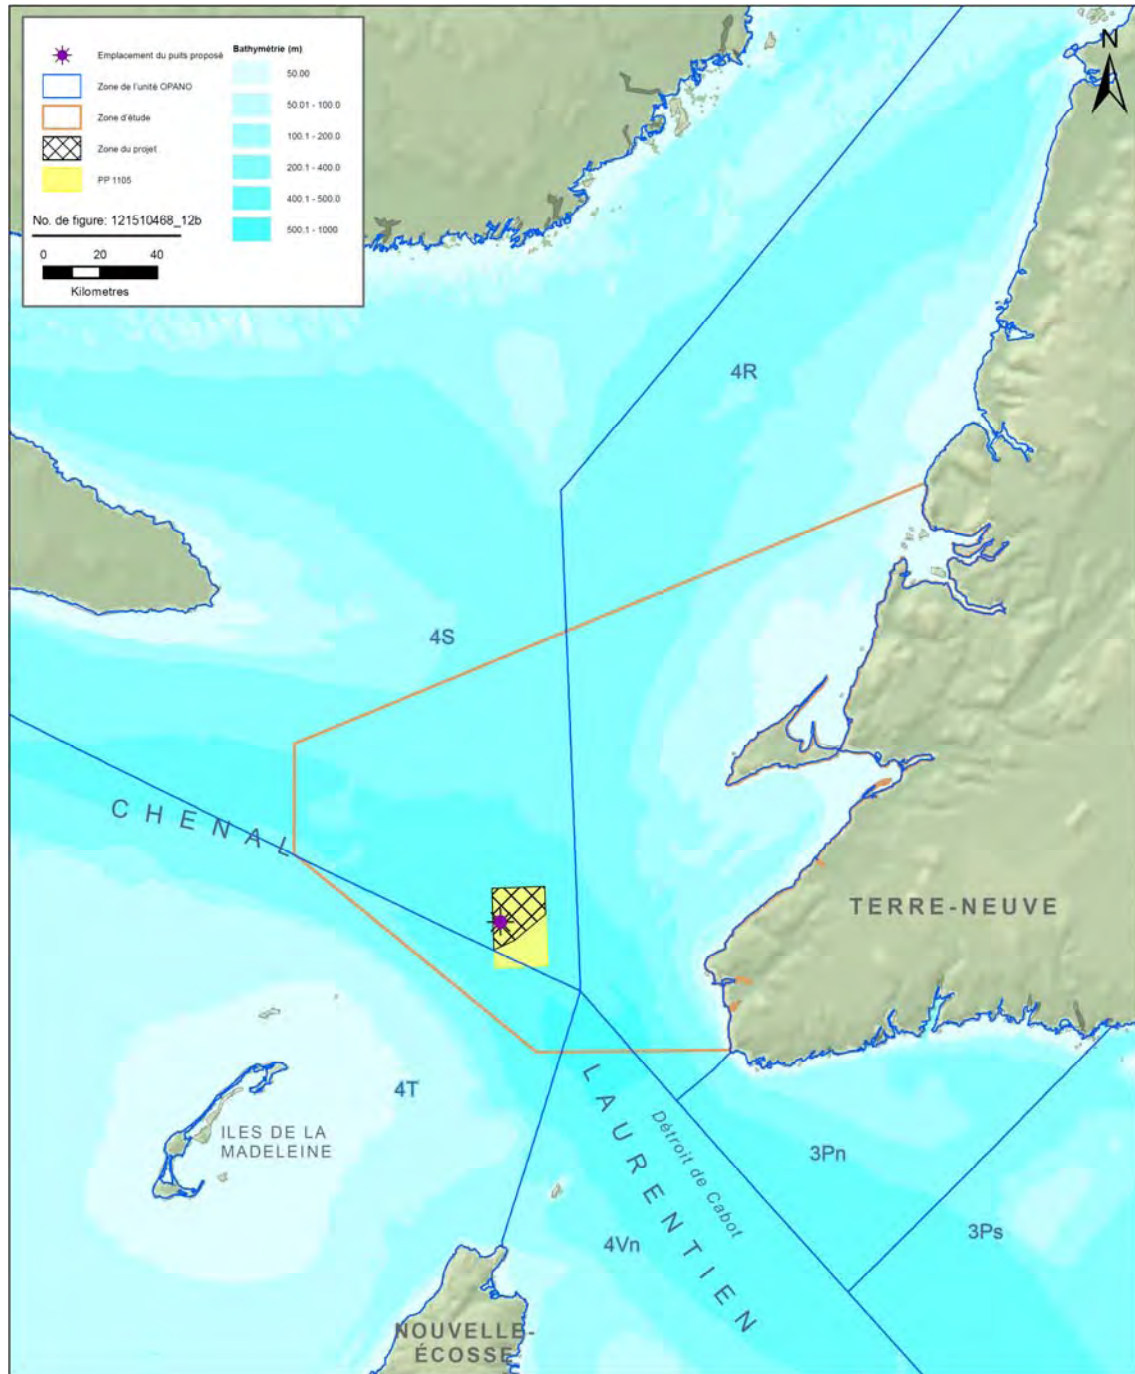 Emplacement du puits proposé
Zone de l'unité OPANO
Zone d'étude
Zone du projet
PP 1105
Bathymétrie (m)
50.00
50.01 - 100.0
100.1 - 200.0
200.1 - 400.0
400.1 - 500.0
500.1 - 1000
No. de figure: 121510468_12b
0 20 40
Kilometres
N
4R
4S
CHENAL
TERRE-NEUVE
4T
ILES DE LA
MADELEINE
LAURENTIEN
Détroit de Cabot
3Pn
3Ps
4Vn
NOUVELLE-
ÉCOSSE